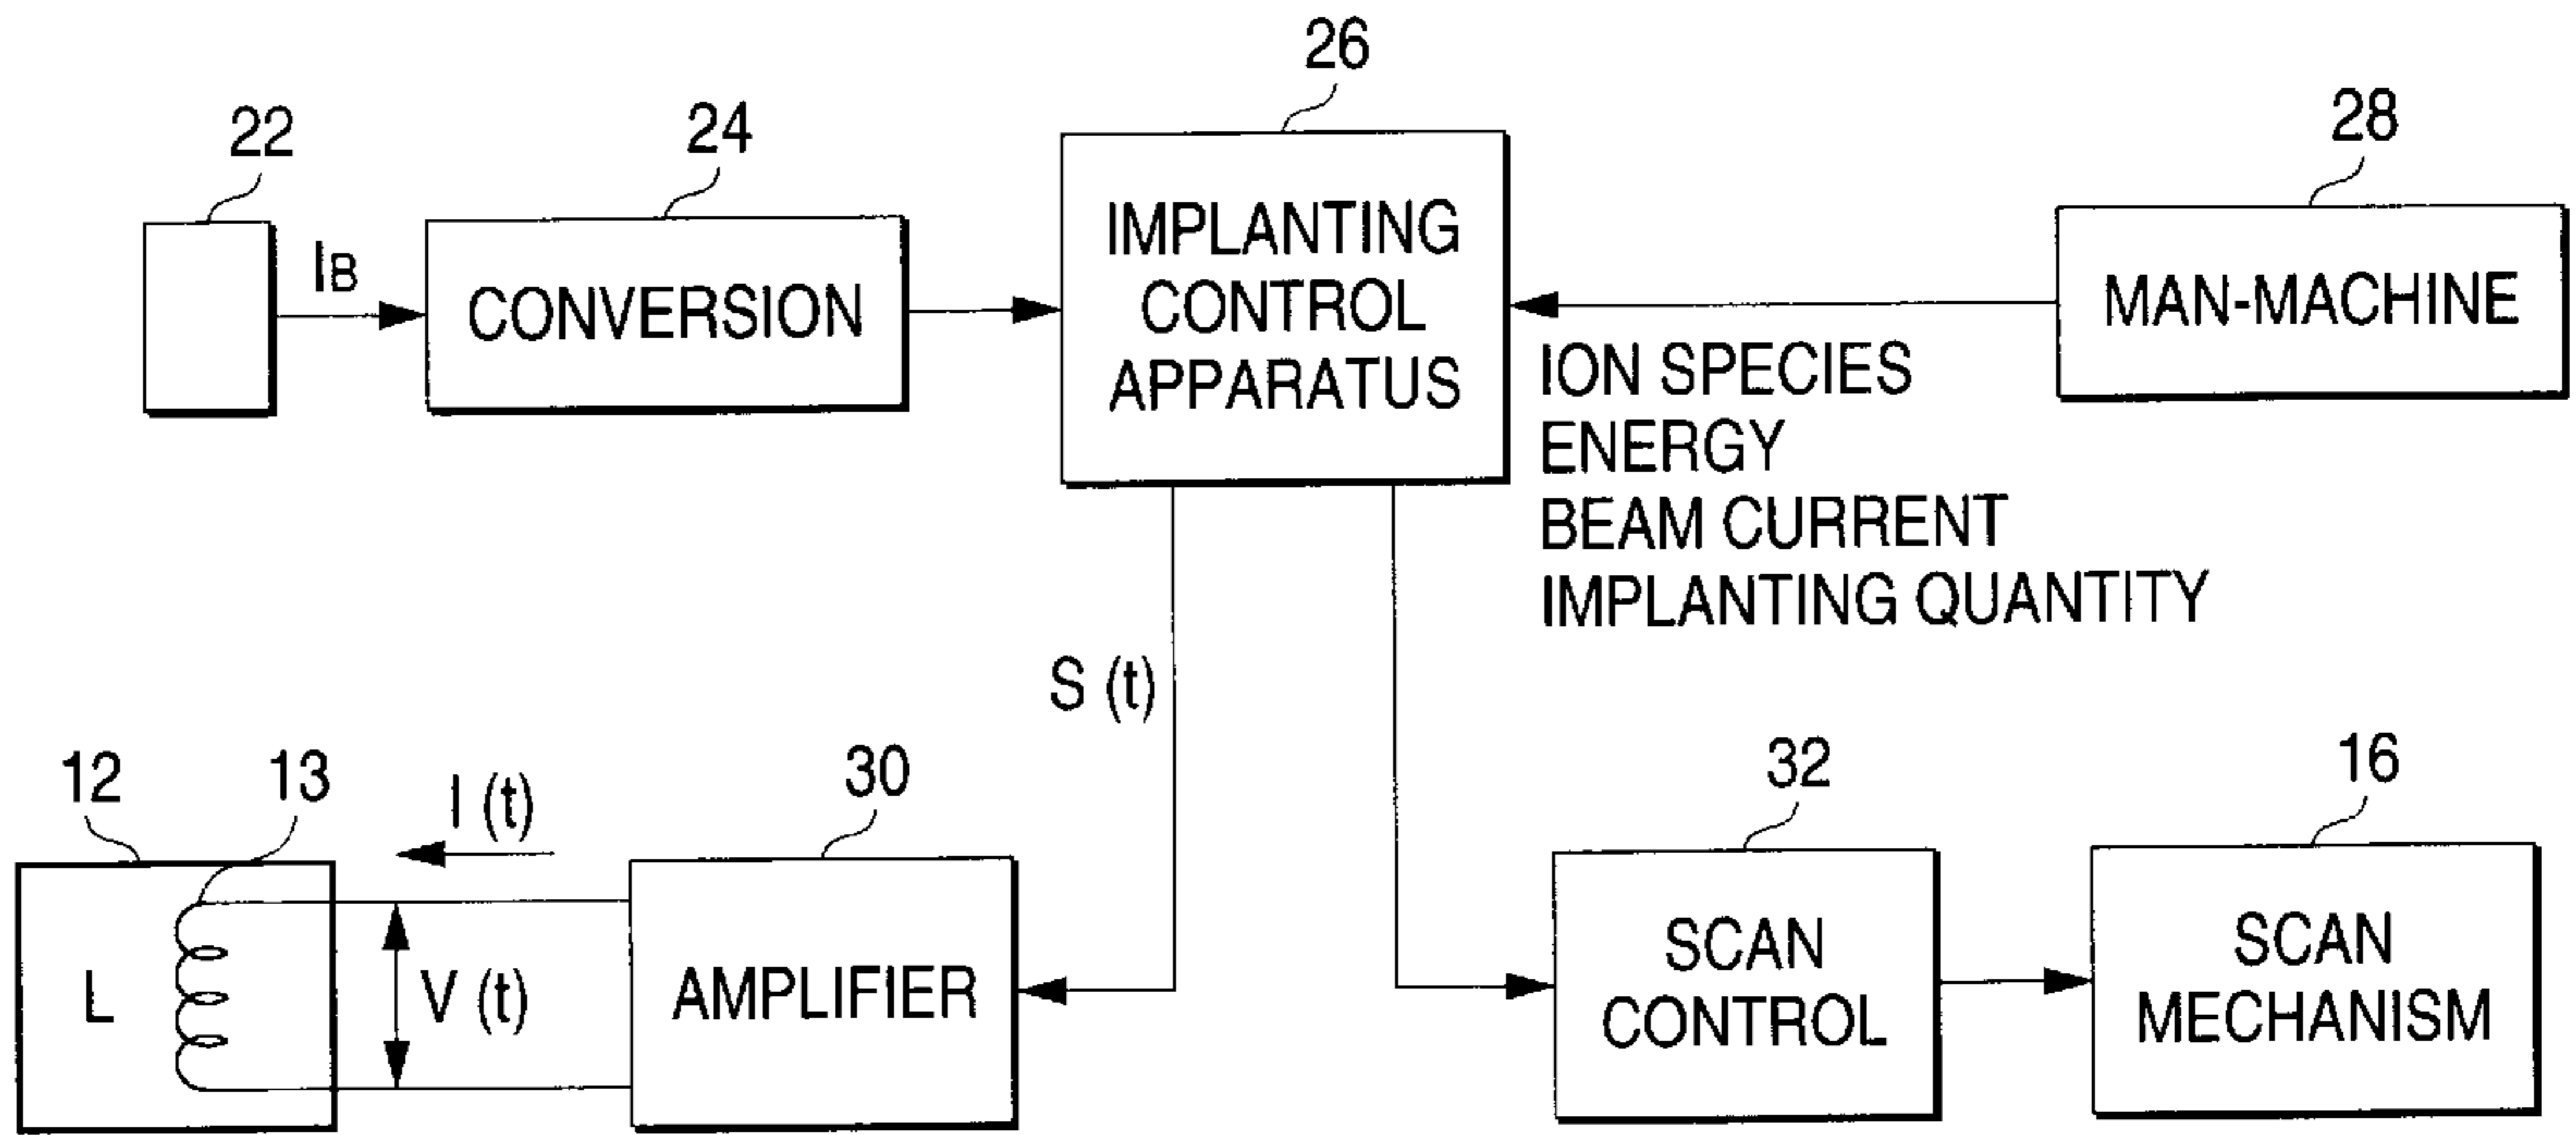 26
28
24
22
IMPLANTING
CONTROL
APPARATUS
IB
CONVERSION
MAN-MACHINE
ION SPECIES
ENERGY
BEAM CURRENT
IMPLANTING QUANTITY
S (t)
12
13
I (t)
30
32
16
L
V (t)
AMPLIFIER
SCAN
CONTROL
SCAN
MECHANISM